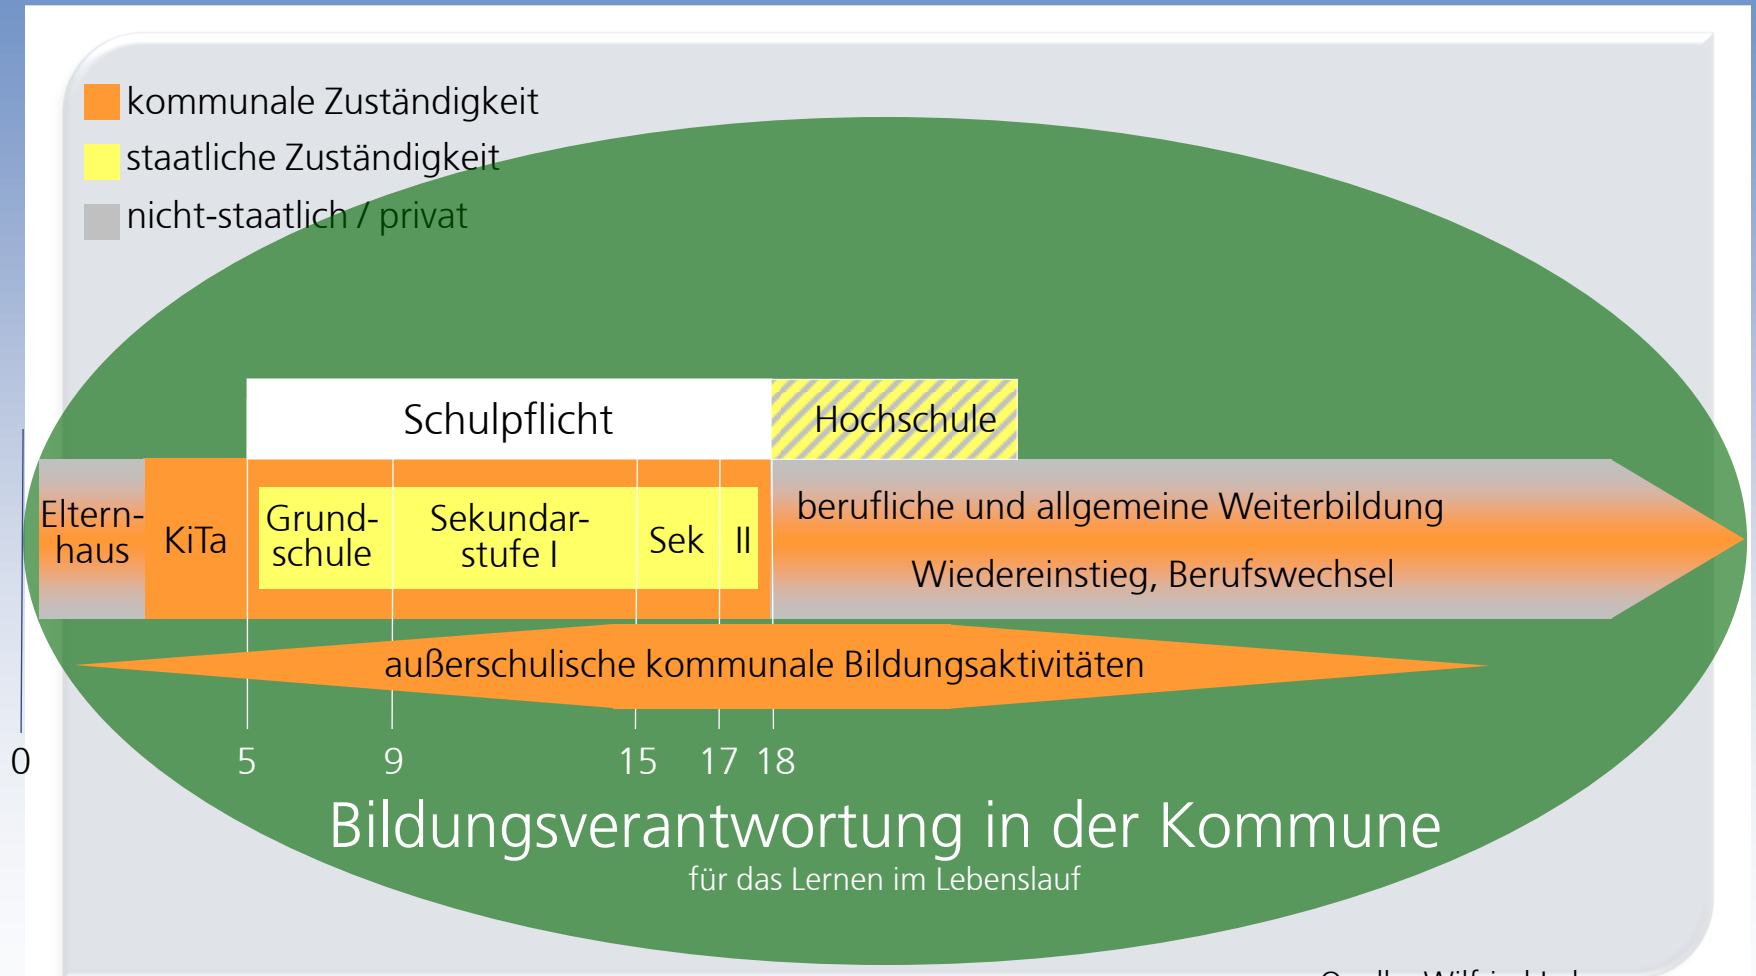 kommunale Zuständigkeit
staatliche Zuständigkeit
nicht-staatlich / privat
Schulpflicht
Hochschule
Eltern-
haus
KiTa
Grund-
schule
Sekundar-
stufe I
Sek II
berufliche und allgemeine Weiterbildung
Wiedereinstieg, Berufswechsel
außerschulische kommunale Bildungsaktivitäten
0 5 9 15 17 18
Bildungsverantwortung in der Kommune
für das Lernen im Lebenslauf